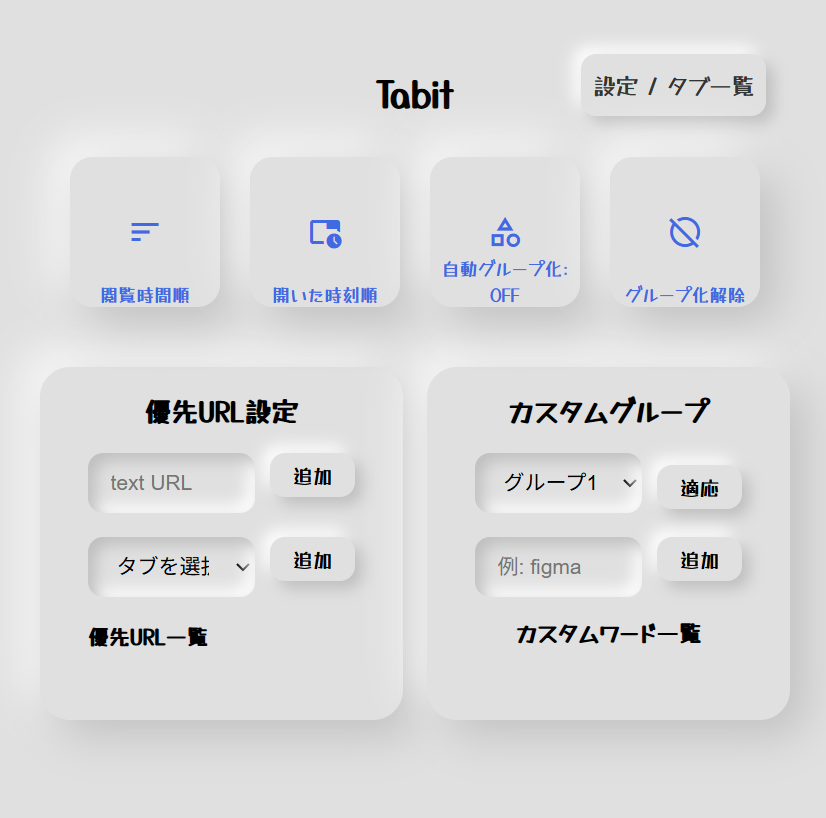 Tabit
設定 / タブ一覧
閲覧時間順
開いた時刻順
自動グループ化:
OFF
グループ化解除
優先URL設定
text URL
追加
タブを選択
追加
優先URL一覧
カスタムグループ
グループ1
適応
例: figma
追加
カスタムワード一覧